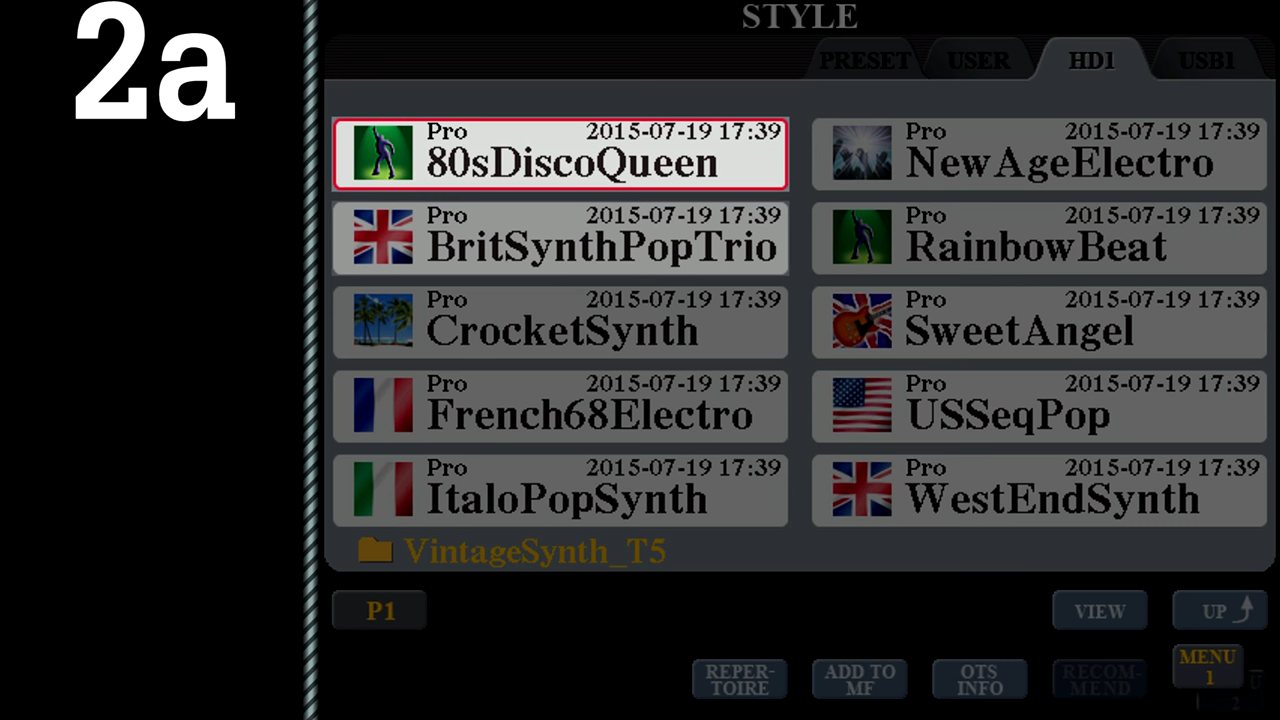 2a
STYLE
PRESET
USER
HD1
USB1
Pro 2015-07-19 17:39
80sDiscoQueen
Pro 2015-07-19 17:39
BritSynthPopTrio
Pro 2015-07-19 17:39
CrocketSynth
Pro 2015-07-19 17:39
French68Electro
Pro 2015-07-19 17:39
ItaloPopSynth
Pro 2015-07-19 17:39
NewAgeElectro
Pro 2015-07-19 17:39
RainbowBeat
Pro 2015-07-19 17:39
SweetAngel
Pro 2015-07-19 17:39
USSeqPop
Pro 2015-07-19 17:39
WestEndSynth
VintageSynth_T5
P1
VIEW
UP
REPER-
TOIRE
ADD TO
MF
OTS
INFO
RECOM-
MEND
MENU
1
2